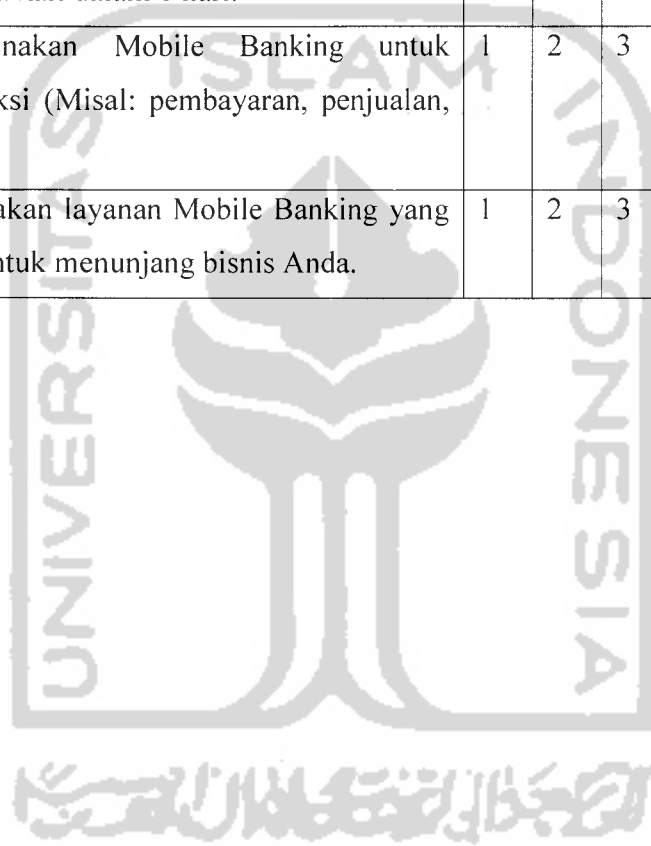 nakan Mobile Banking untuk 1 2 3
ksi (Misal: pembayaran, penjualan,
akan layanan Mobile Banking yang 1 2 3
ntuk menunjang bisnis Anda.
ISLAM
UNIVERSITAS
INDONESIA